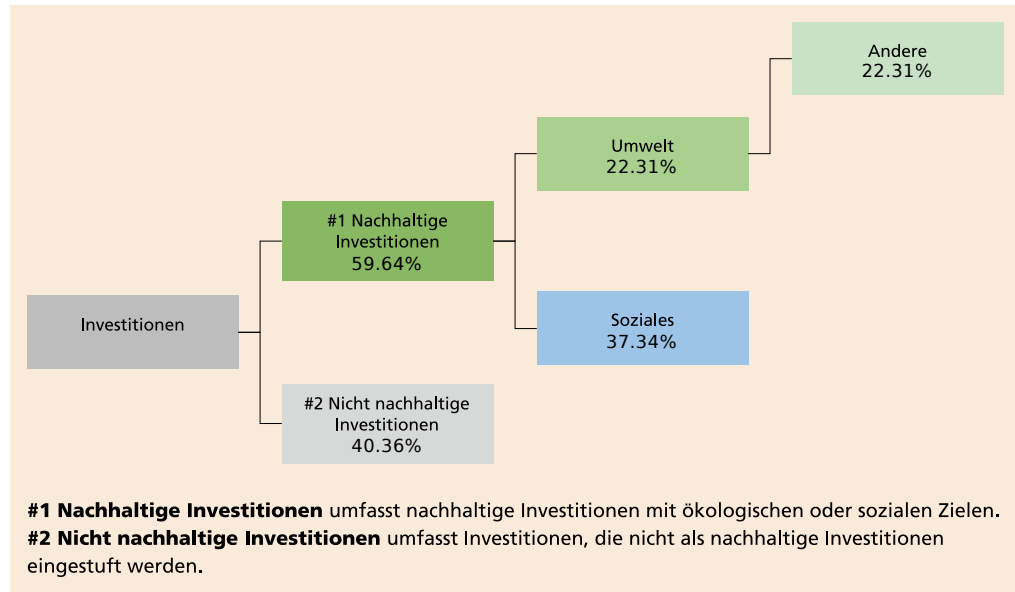 Andere
22.31%
Umwelt
22.31%
#1 Nachhaltige
Investitionen
59.64%
Investitionen
Soziales
37.34%
#2 Nicht nachhaltige
Investitionen
40.36%
#1 Nachhaltige Investitionen umfasst nachhaltige Investitionen mit ökologischen oder sozialen Zielen.
#2 Nicht nachhaltige Investitionen umfasst Investitionen, die nicht als nachhaltige Investitionen
eingestuft werden.